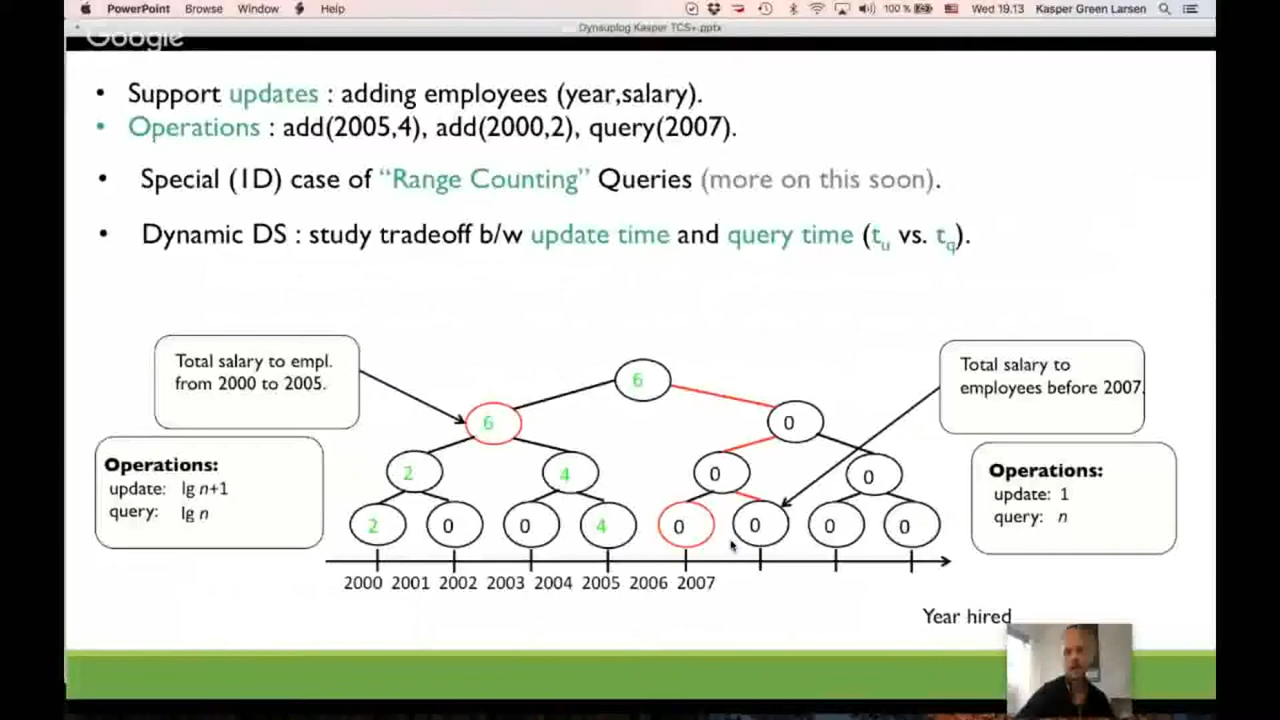 PowerPoint Browse Window Help 100 % Wed 19.13 Kasper Green Larsen
Dynsuplog Kasper TCS+.pptx
Google
• Support updates : adding employees (year,salary).
• Operations : add(2005,4), add(2000,2), query(2007).
• Special (1D) case of “Range Counting” Queries (more on this soon).
• Dynamic DS : study tradeoff b/w update time and query time (tu vs. tq).
Total salary to empl.
from 2000 to 2005.
Total salary to
employees before 2007.
6
6 0
2 4 0 0
2 0 0 4 0 0 0 0
Operations:
update: lg n+1
query: lg n
Operations:
update: 1
query: n
2000 2001 2002 2003 2004 2005 2006 2007
Year hired